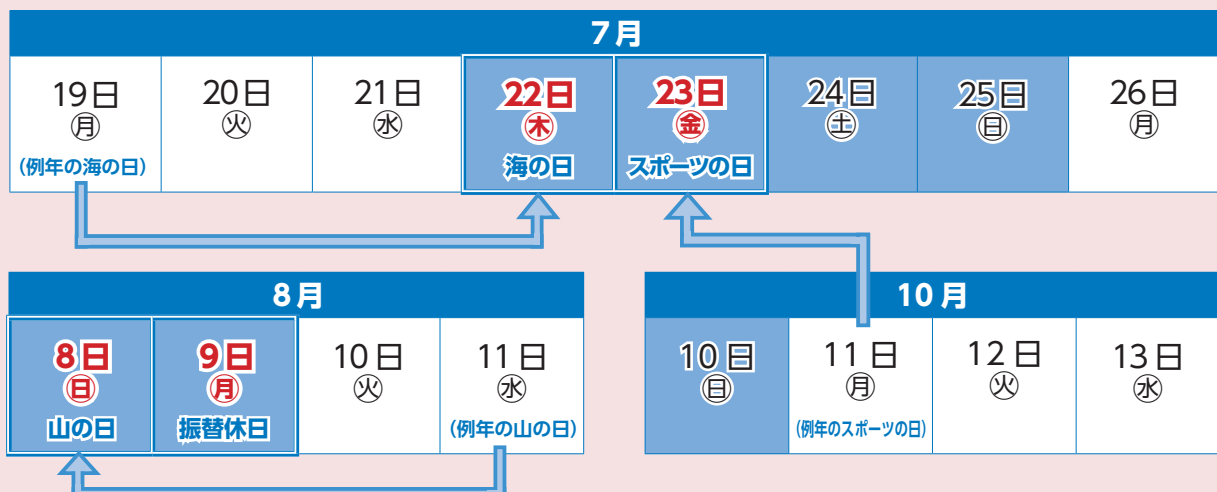 7月
19日 20日 21日 22日 23日 24日 25日 26日
月 火 水 木 金 土 日 月
(例年の海の日) 海の日 スポーツの日
8月
8日 9日 10日 11日
日 月 火 水
山の日 振替休日 (例年の山の日)
10月
10日 11日 12日 13日
日 月 火 水
(例年のスポーツの日)